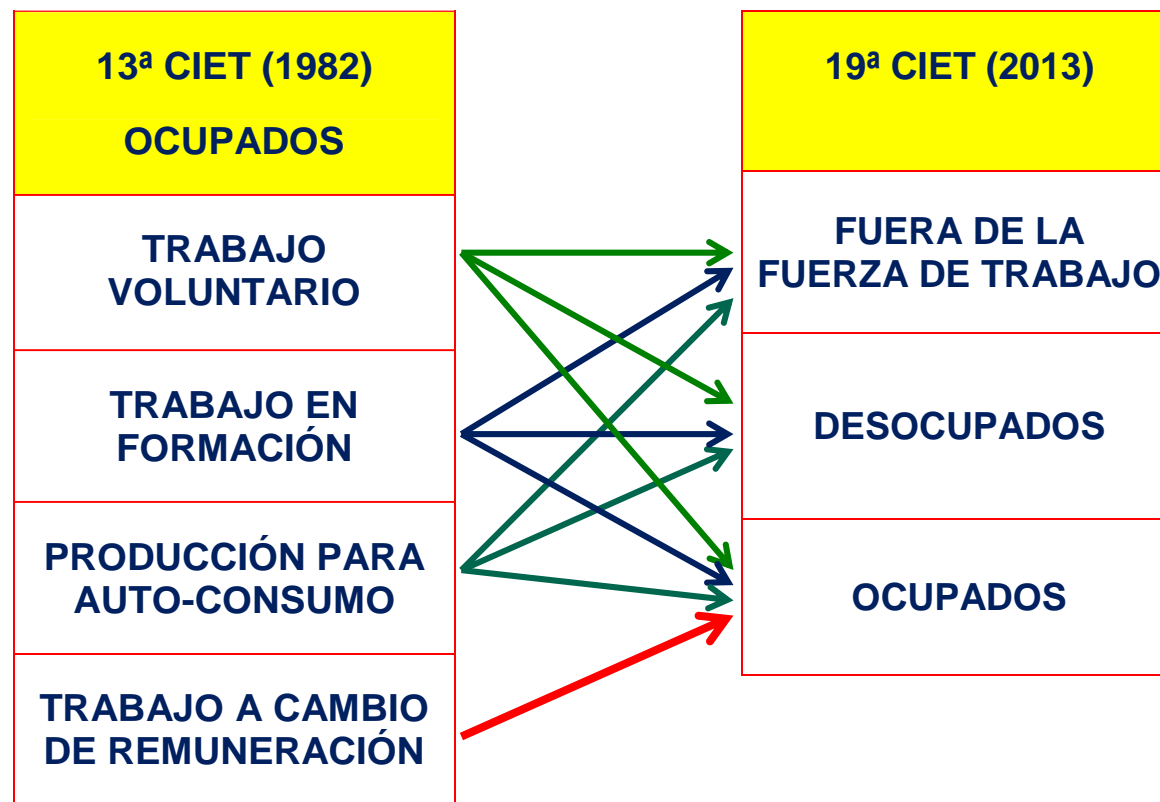 13ª CIET (1982)
OCUPADOS
TRABAJO
VOLUNTARIO
TRABAJO EN
FORMACIÓN
PRODUCCIÓN PARA
AUTO-CONSUMO
TRABAJO A CAMBIO
DE REMUNERACIÓN
19ª CIET (2013)
FUERA DE LA
FUERZA DE TRABAJO
DESOCUPADOS
OCUPADOS